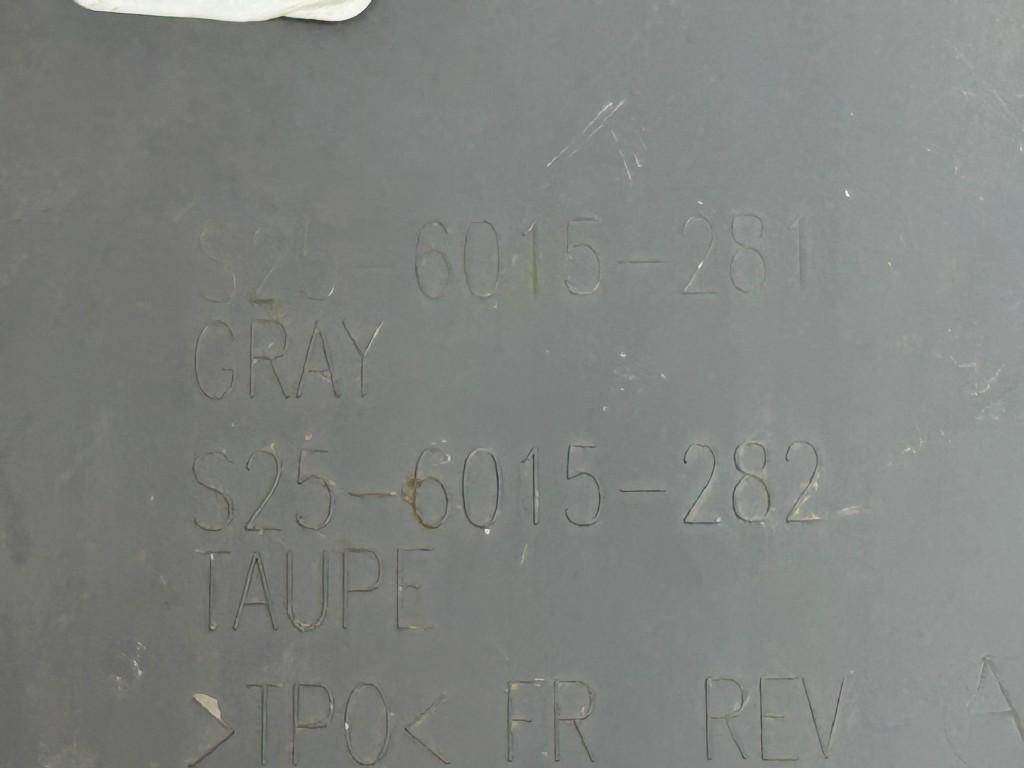 S25-6015-281
GRAY
S25-6015-282
TAUPE
>TPO< FR REV A